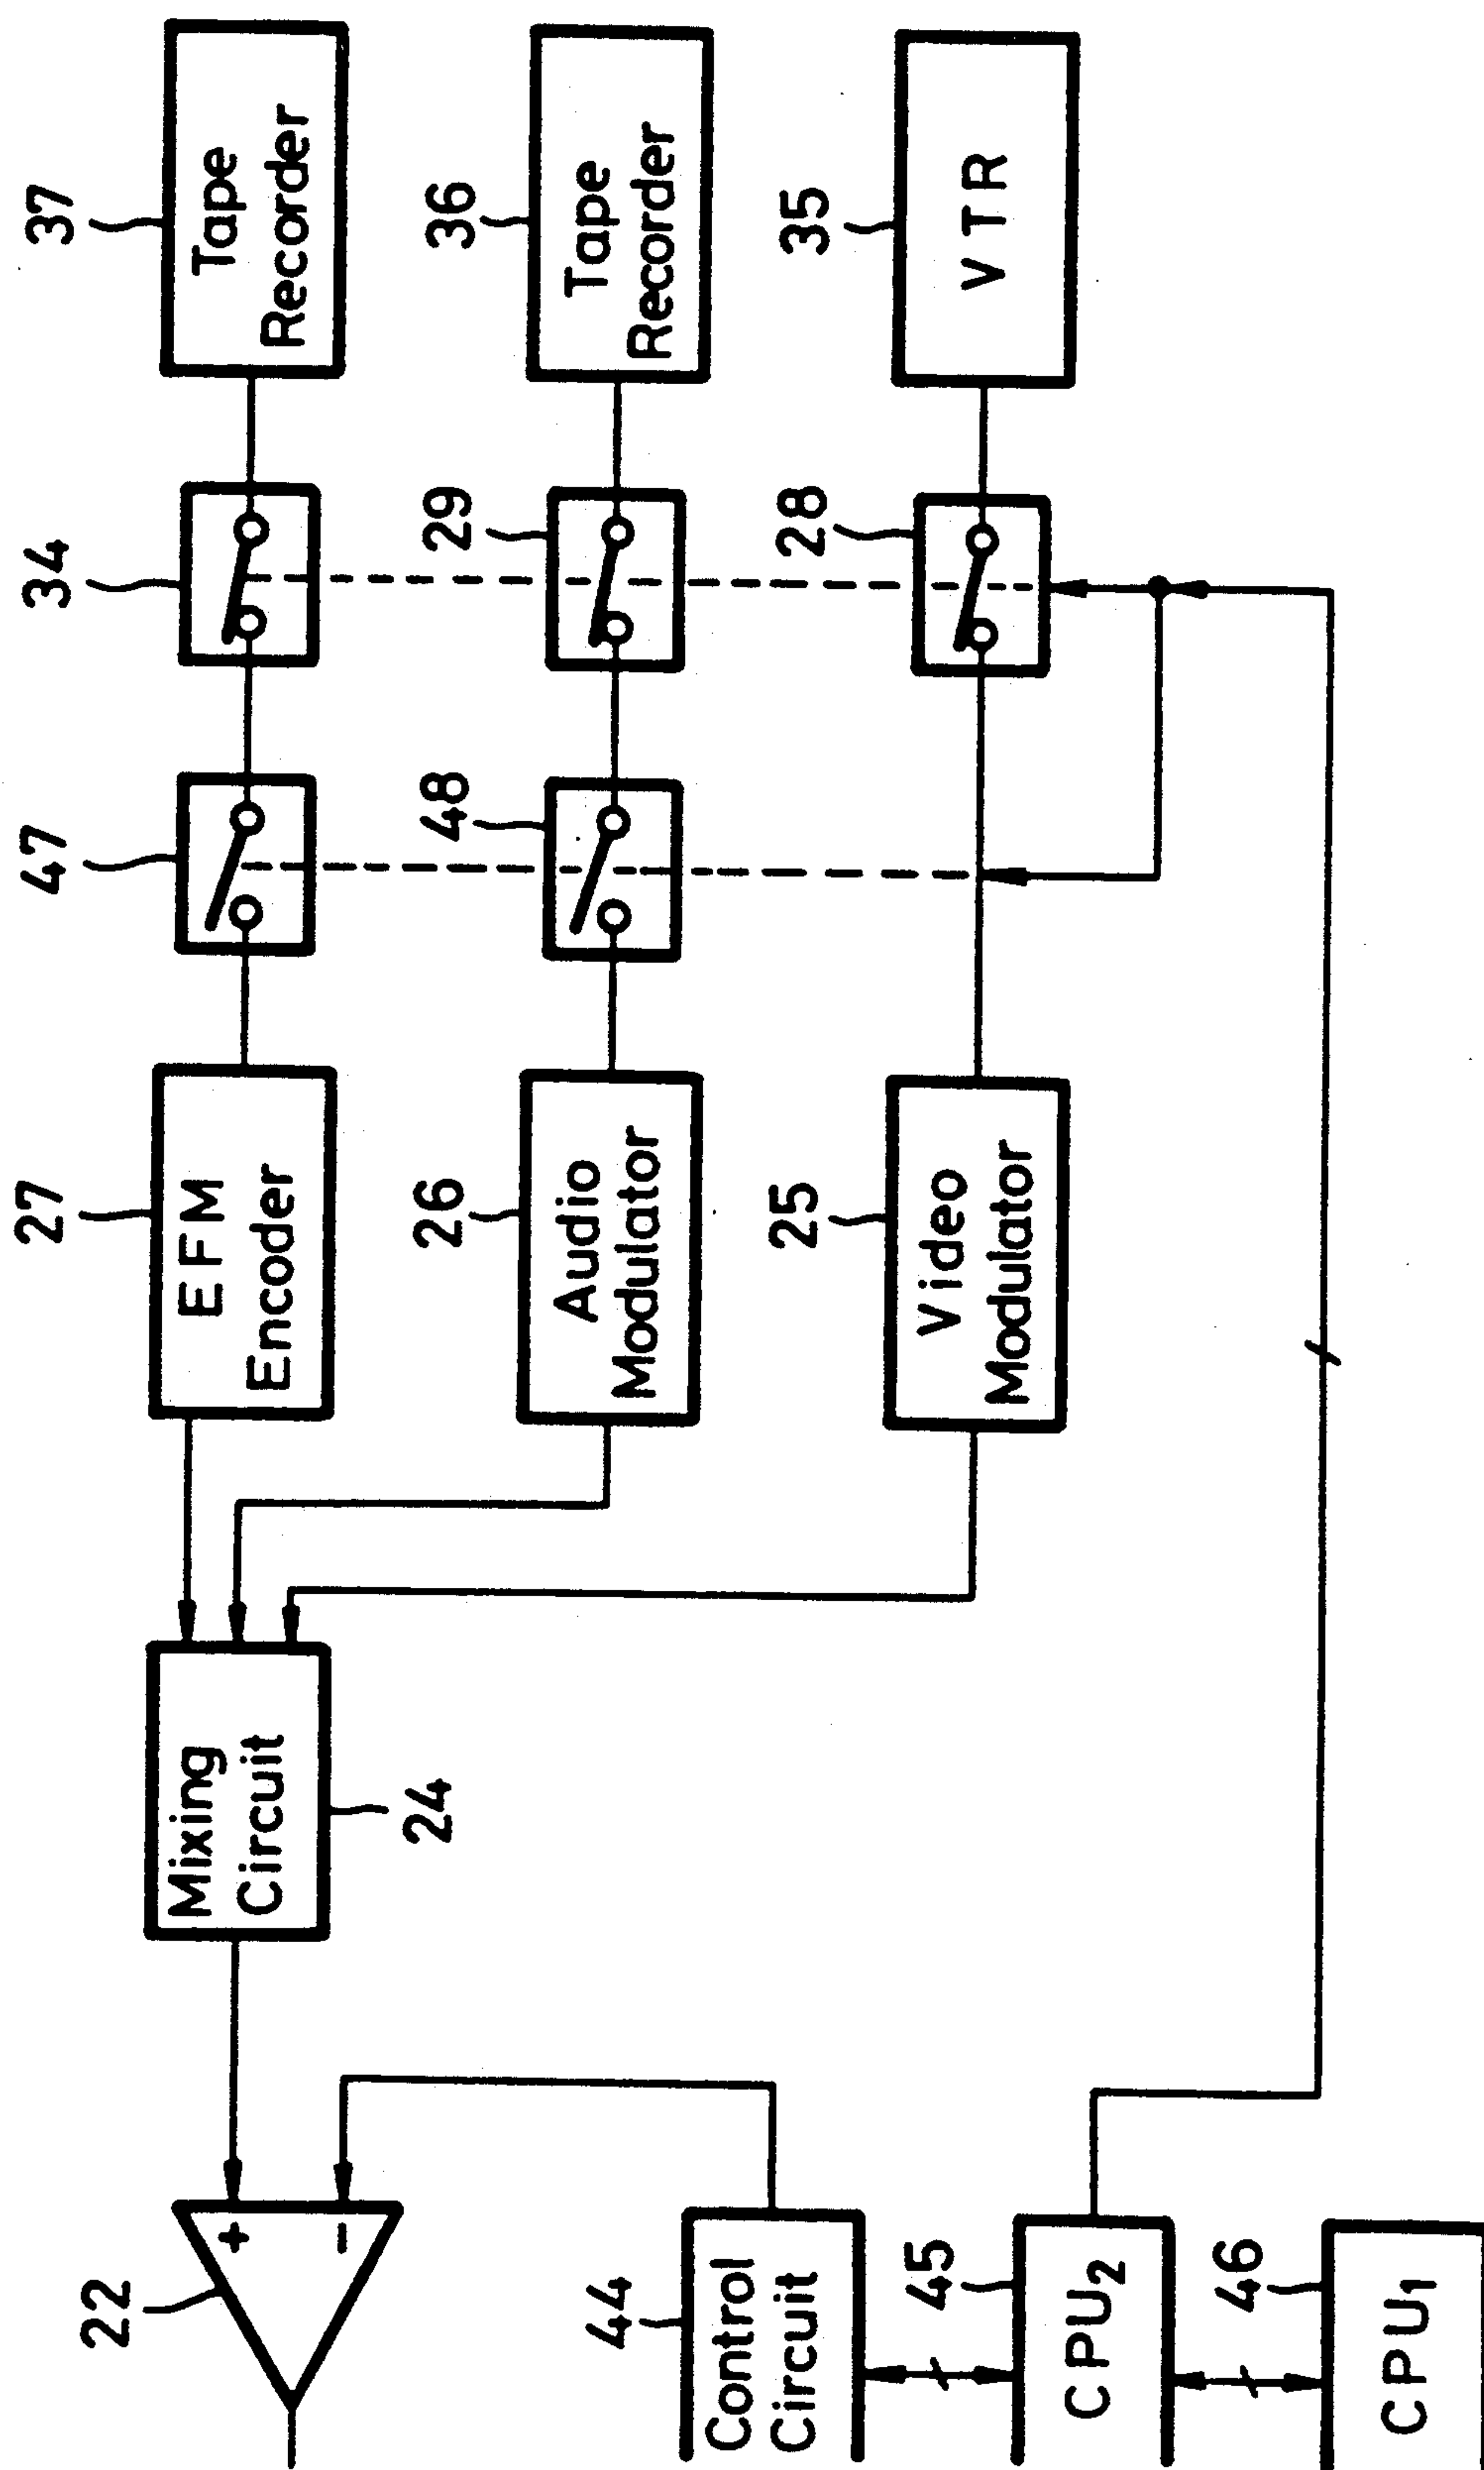 37
Tape
Recorder
36
Tape
Recorder
35
VTR
34
29
28
47
48
27
EFM
Encoder
26
Audio
Modulator
25
Video
Modulator
Mixing
Circuit
24
22
+
−
44
Control
Circuit
45
CPU2
46
CPU1